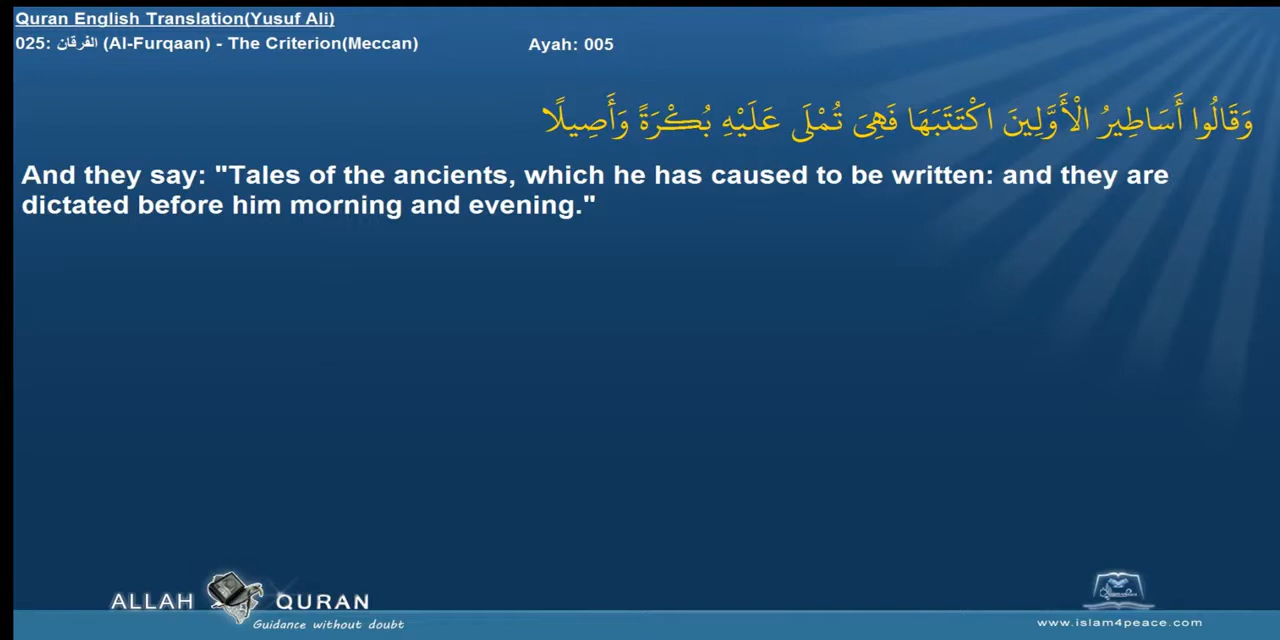 Quran English Translation(Yusuf Ali)
025: الفرقان (Al-Furqaan) - The Criterion(Meccan) Ayah: 005
وَقَالُوا أَسَاطِيرُ الْأَوَّلِينَ اكْتَتَبَهَا فَهِيَ تُمْلَى عَلَيْهِ بُكْرَةً وَأَصِيلًا
And they say: "Tales of the ancients, which he has caused to be written: and they are
dictated before him morning and evening."
ALLAH QURAN
Guidance without doubt
www.islam4peace.com